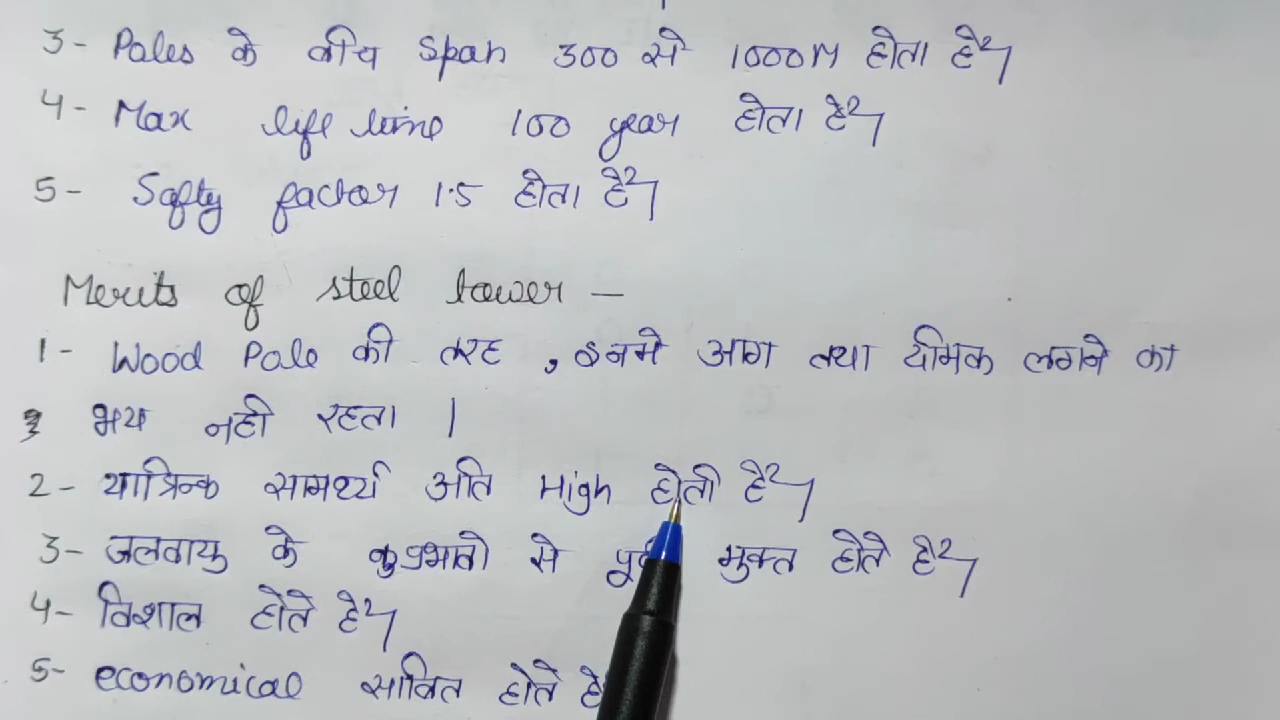 3- Poles के बीच span 300 से 1000M होता है
4- Max life time 100 year होता है
5- Safty factor 1.5 होता है
Merits of steel tower –
1- Wood Pole की तरह , इनमे आग तथा दीमक लगने का
भय नही रहता ।
2- यात्रिन्क सामर्थ्य अति High होती है
3- जलवायु के कुप्रभावो से मुक्त होते है
4- विशाल होते है
5- economical सावित होते